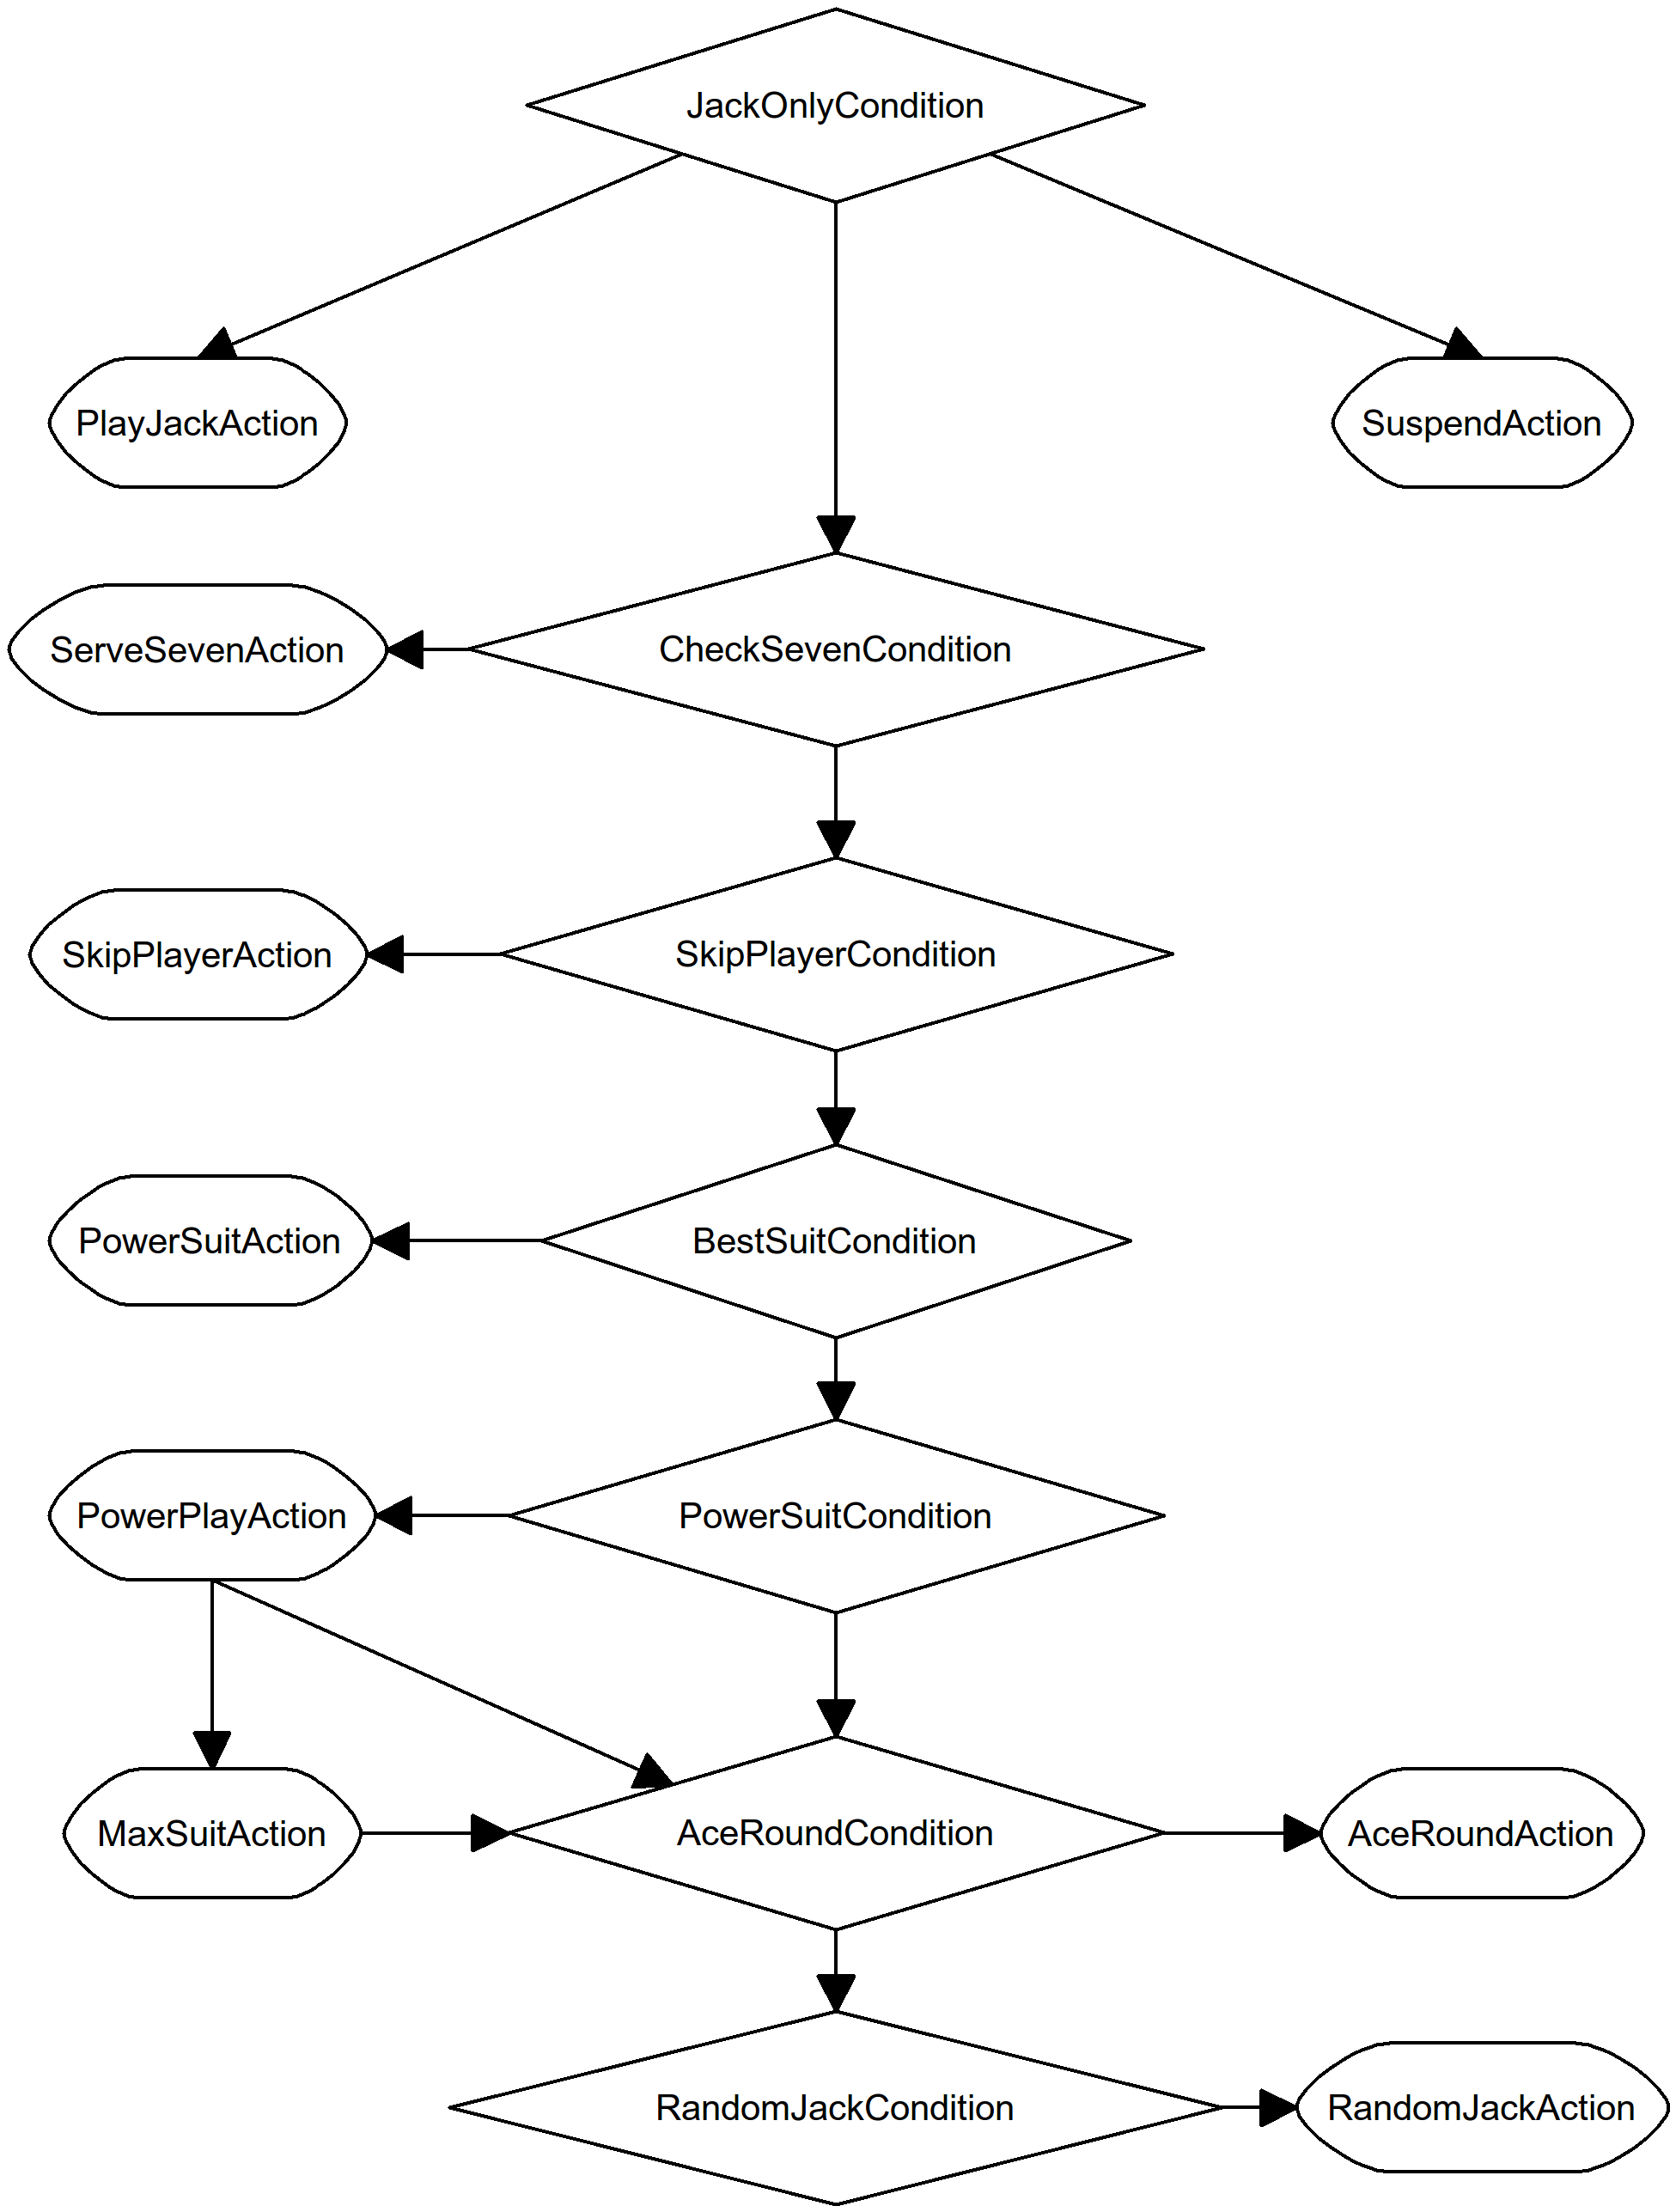 JackOnlyCondition
PlayJackAction
SuspendAction
ServeSevenAction
CheckSevenCondition
SkipPlayerAction
SkipPlayerCondition
PowerSuitAction
BestSuitCondition
PowerPlayAction
PowerSuitCondition
MaxSuitAction
AceRoundCondition
AceRoundAction
RandomJackCondition
RandomJackAction